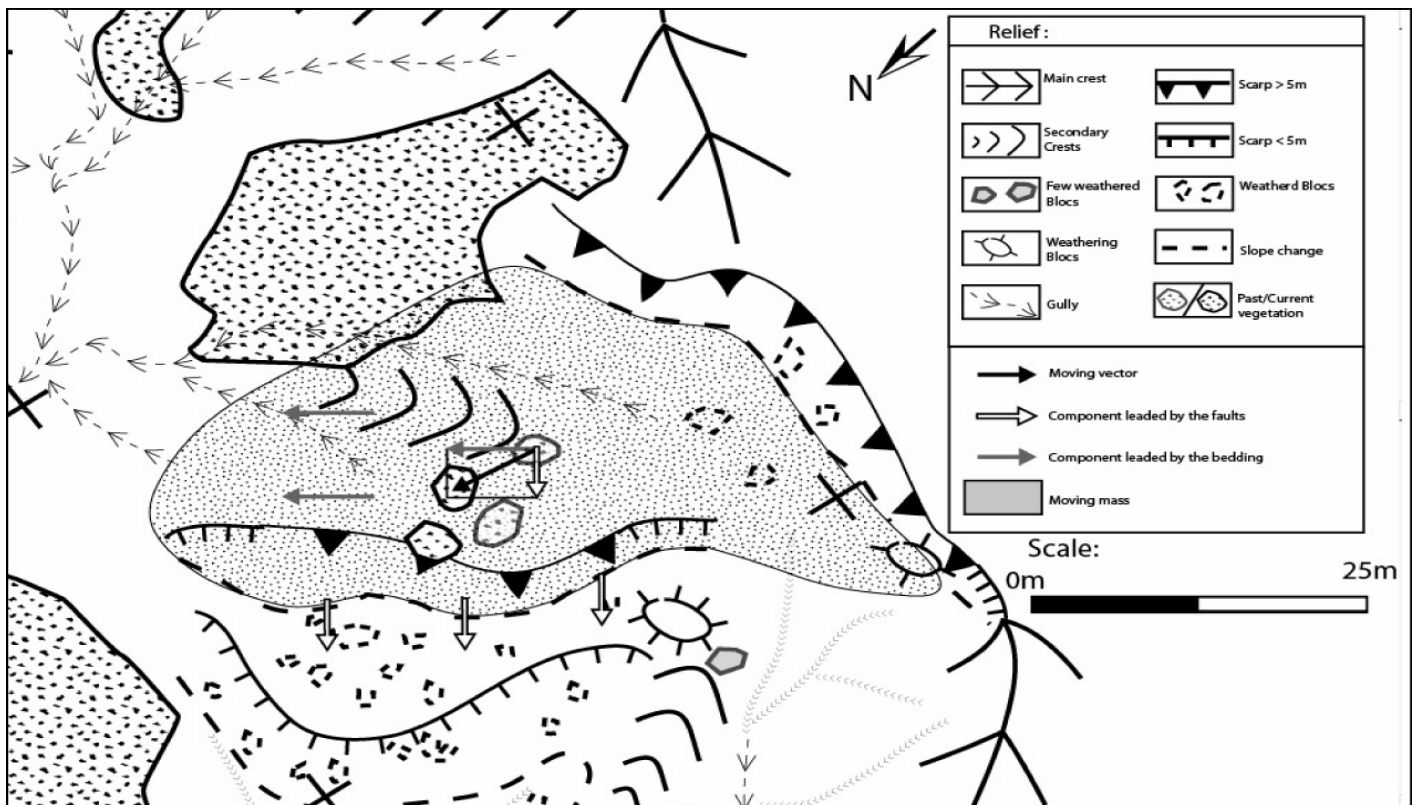 N
Relief :
Main crest
Scarp > 5m
Secondary
Crests
Scarp < 5m
Few weathered
Blocs
Weatherd Blocs
Weathering
Blocs
Slope change
Gully
Past/Current
vegetation
Moving vector
Component leaded by the faults
Component leaded by the bedding
Moving mass
Scale:
0m
25m